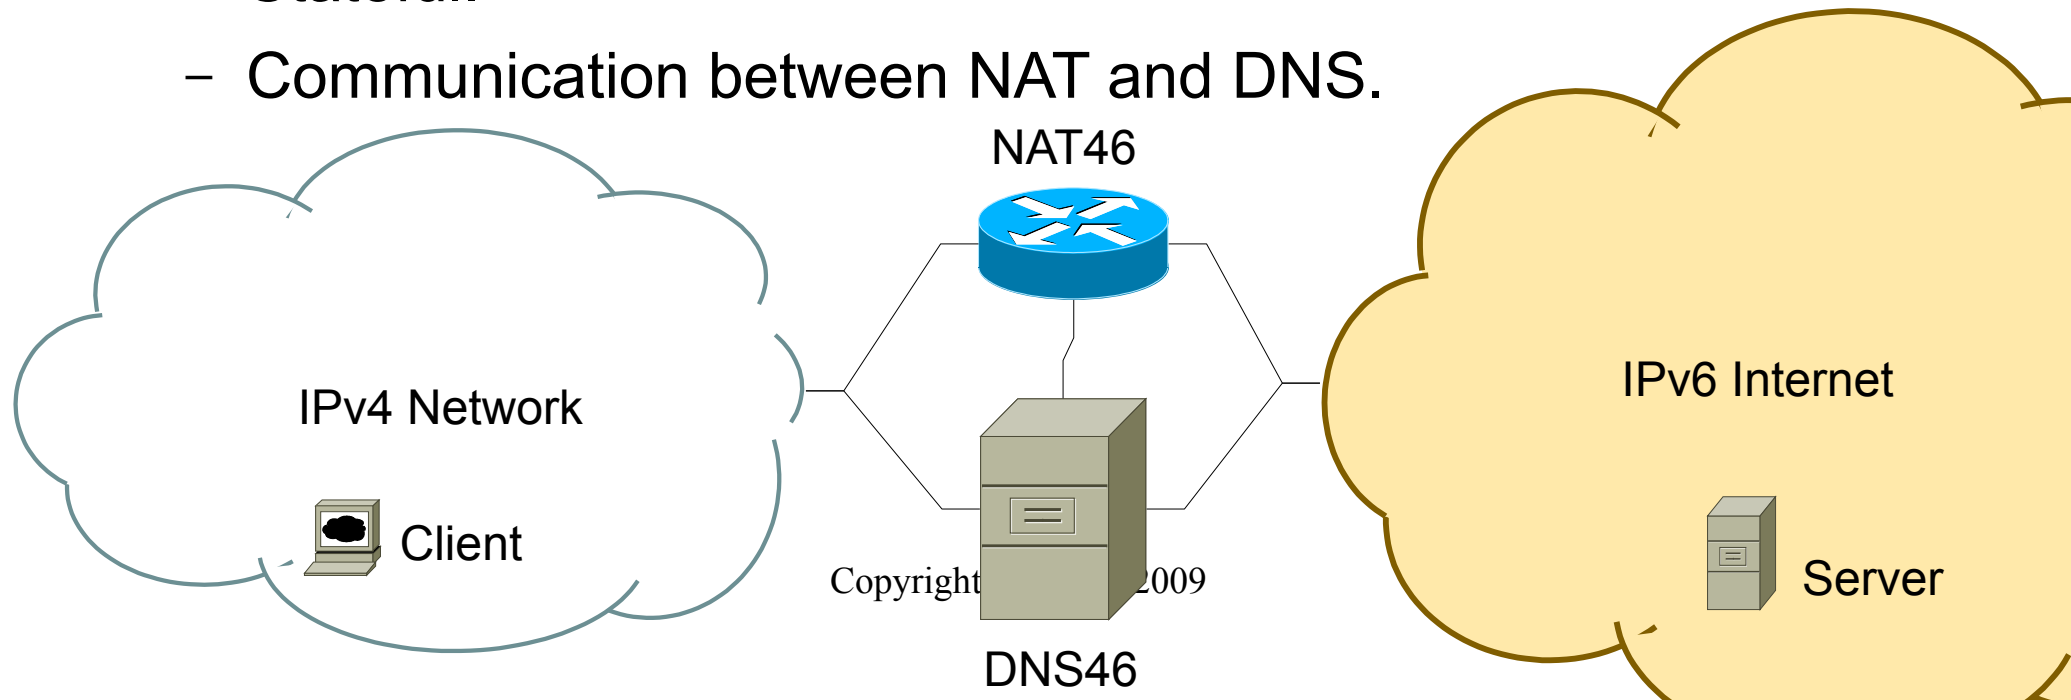 – Communication between NAT and DNS.
NAT46
IPv4 Network
IPv6 Internet
Client
Server
Copyright 2009
DNS46